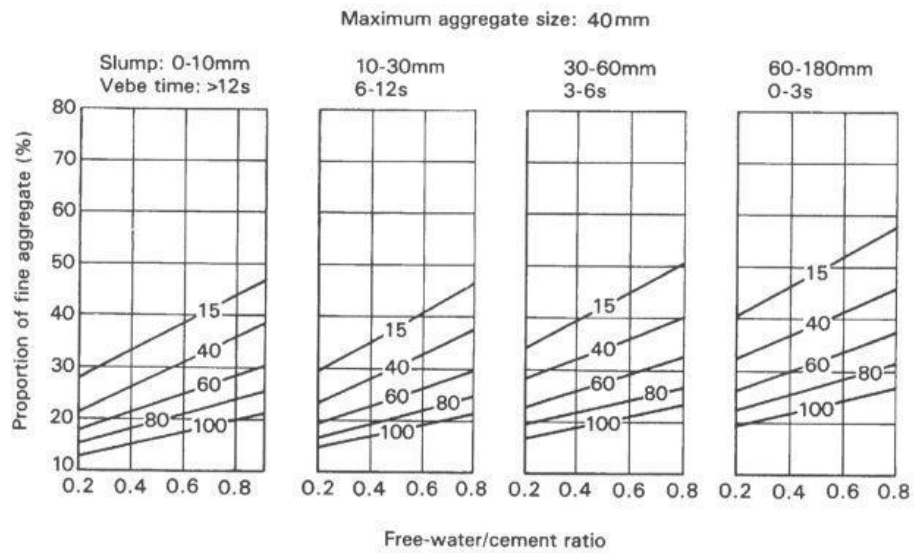 Maximum aggregate size: 40mm
Slump: 0-10mm
Vebe time: >12s
10-30mm
6-12s
30-60mm
3-6s
60-180mm
0-3s
Proportion of fine aggregate (%)
80
70
60
50
40
30
20
10
15
40
60
80
100
0.2 0.4 0.6 0.8
15
40
60
80
100
0.2 0.4 0.6 0.8
15
40
60
80
100
0.2 0.4 0.6 0.8
15
40
60
80
100
0.2 0.4 0.6 0.8
Free-water/cement ratio